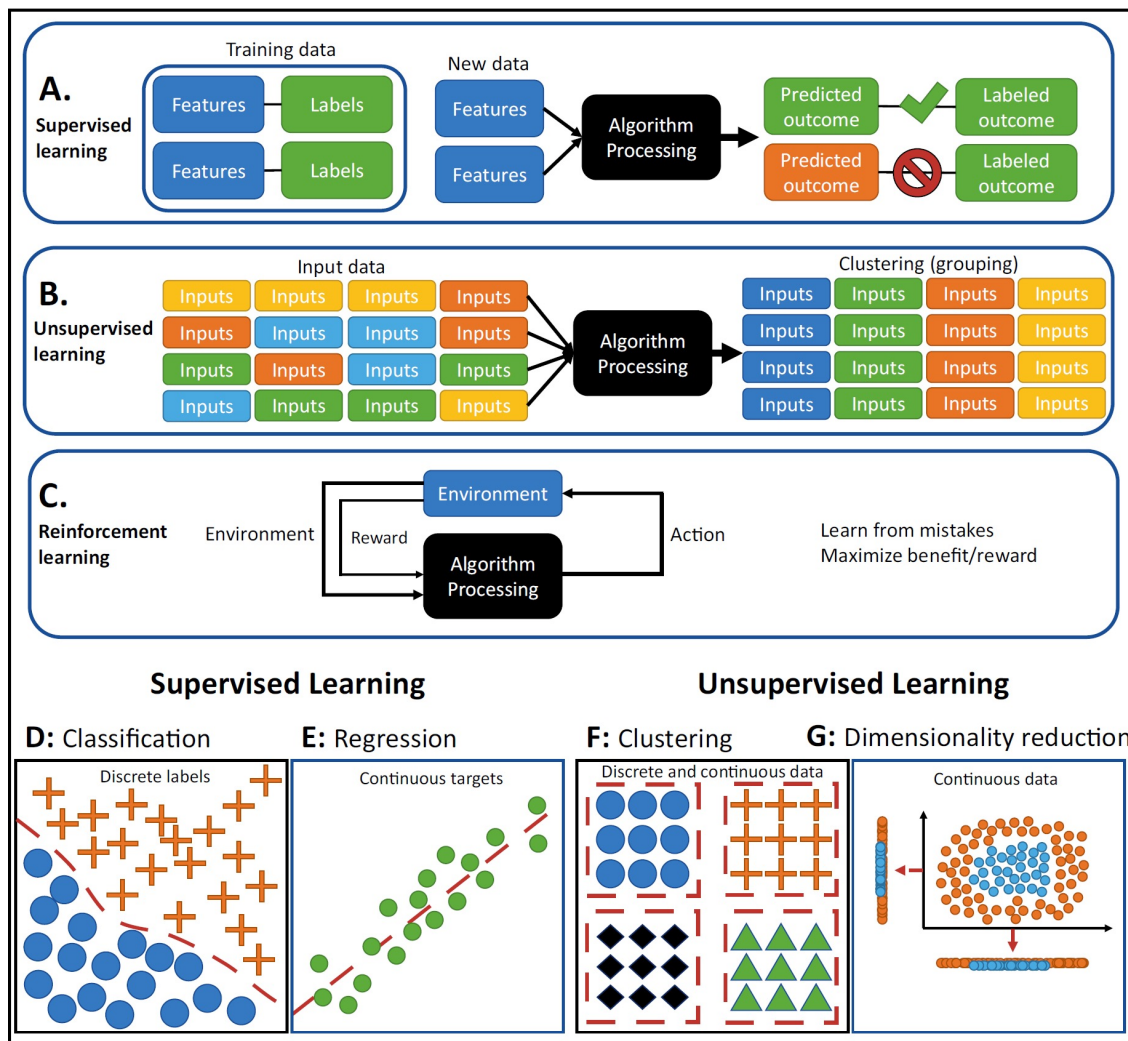 A.
Supervised
learning
Training data
Features
Labels
Features
Labels
New data
Features
Features
Algorithm
Processing
Predicted
outcome
Labeled
outcome
Predicted
outcome
Labeled
outcome
B.
Unsupervised
learning
Input data
Inputs Inputs Inputs Inputs
Inputs Inputs Inputs Inputs
Inputs Inputs Inputs Inputs
Inputs Inputs Inputs Inputs
Algorithm
Processing
Clustering (grouping)
Inputs Inputs Inputs Inputs
Inputs Inputs Inputs Inputs
Inputs Inputs Inputs Inputs
Inputs Inputs Inputs Inputs
C.
Reinforcement
learning
Environment
Reward
Environment
Algorithm
Processing
Action
Learn from mistakes
Maximize benefit/reward
Supervised Learning
Unsupervised Learning
D: Classification
Discrete labels
E: Regression
Continuous targets
F: Clustering
Discrete and continuous data
G: Dimensionality reduction
Continuous data